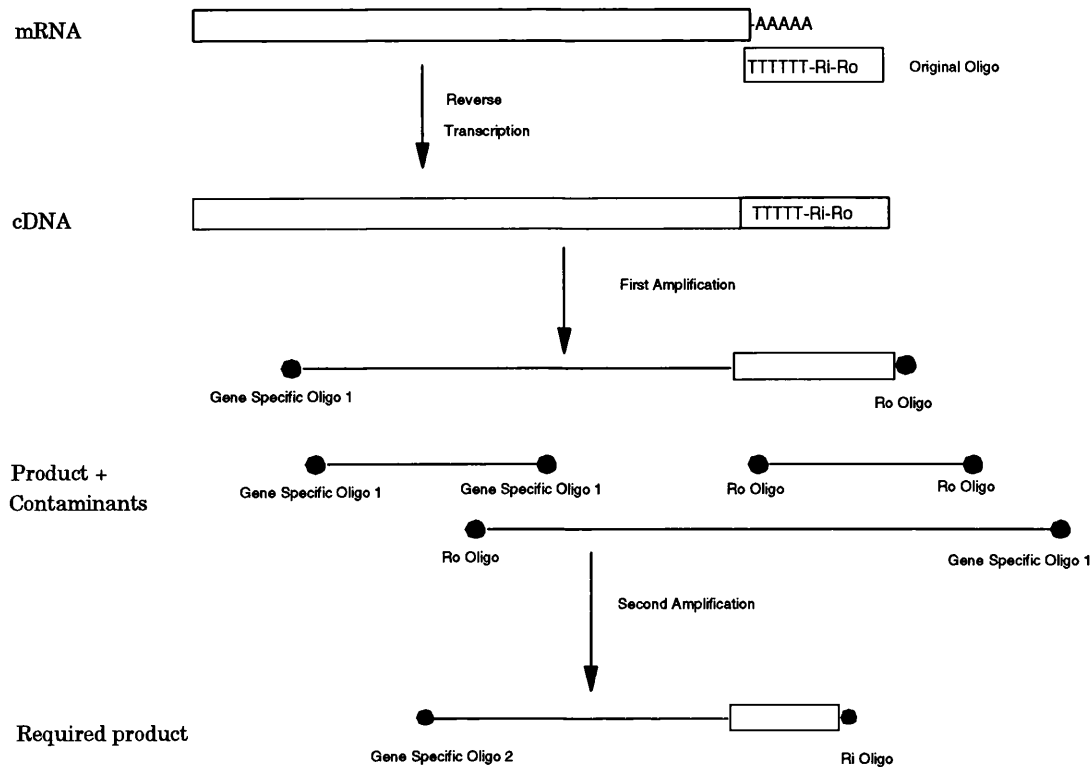 mRNA
-AAAAA
TTTTTT-Ri-Ro
Original Oligo
Reverse
Transcription
cDNA
TTTTT-Ri-Ro
First Amplification
Gene Specific Oligo 1
Ro Oligo
Product +
Contaminants
Gene Specific Oligo 1
Gene Specific Oligo 1
Ro Oligo
Ro Oligo
Ro Oligo
Gene Specific Oligo 1
Second Amplification
Required product
Gene Specific Oligo 2
Ri Oligo